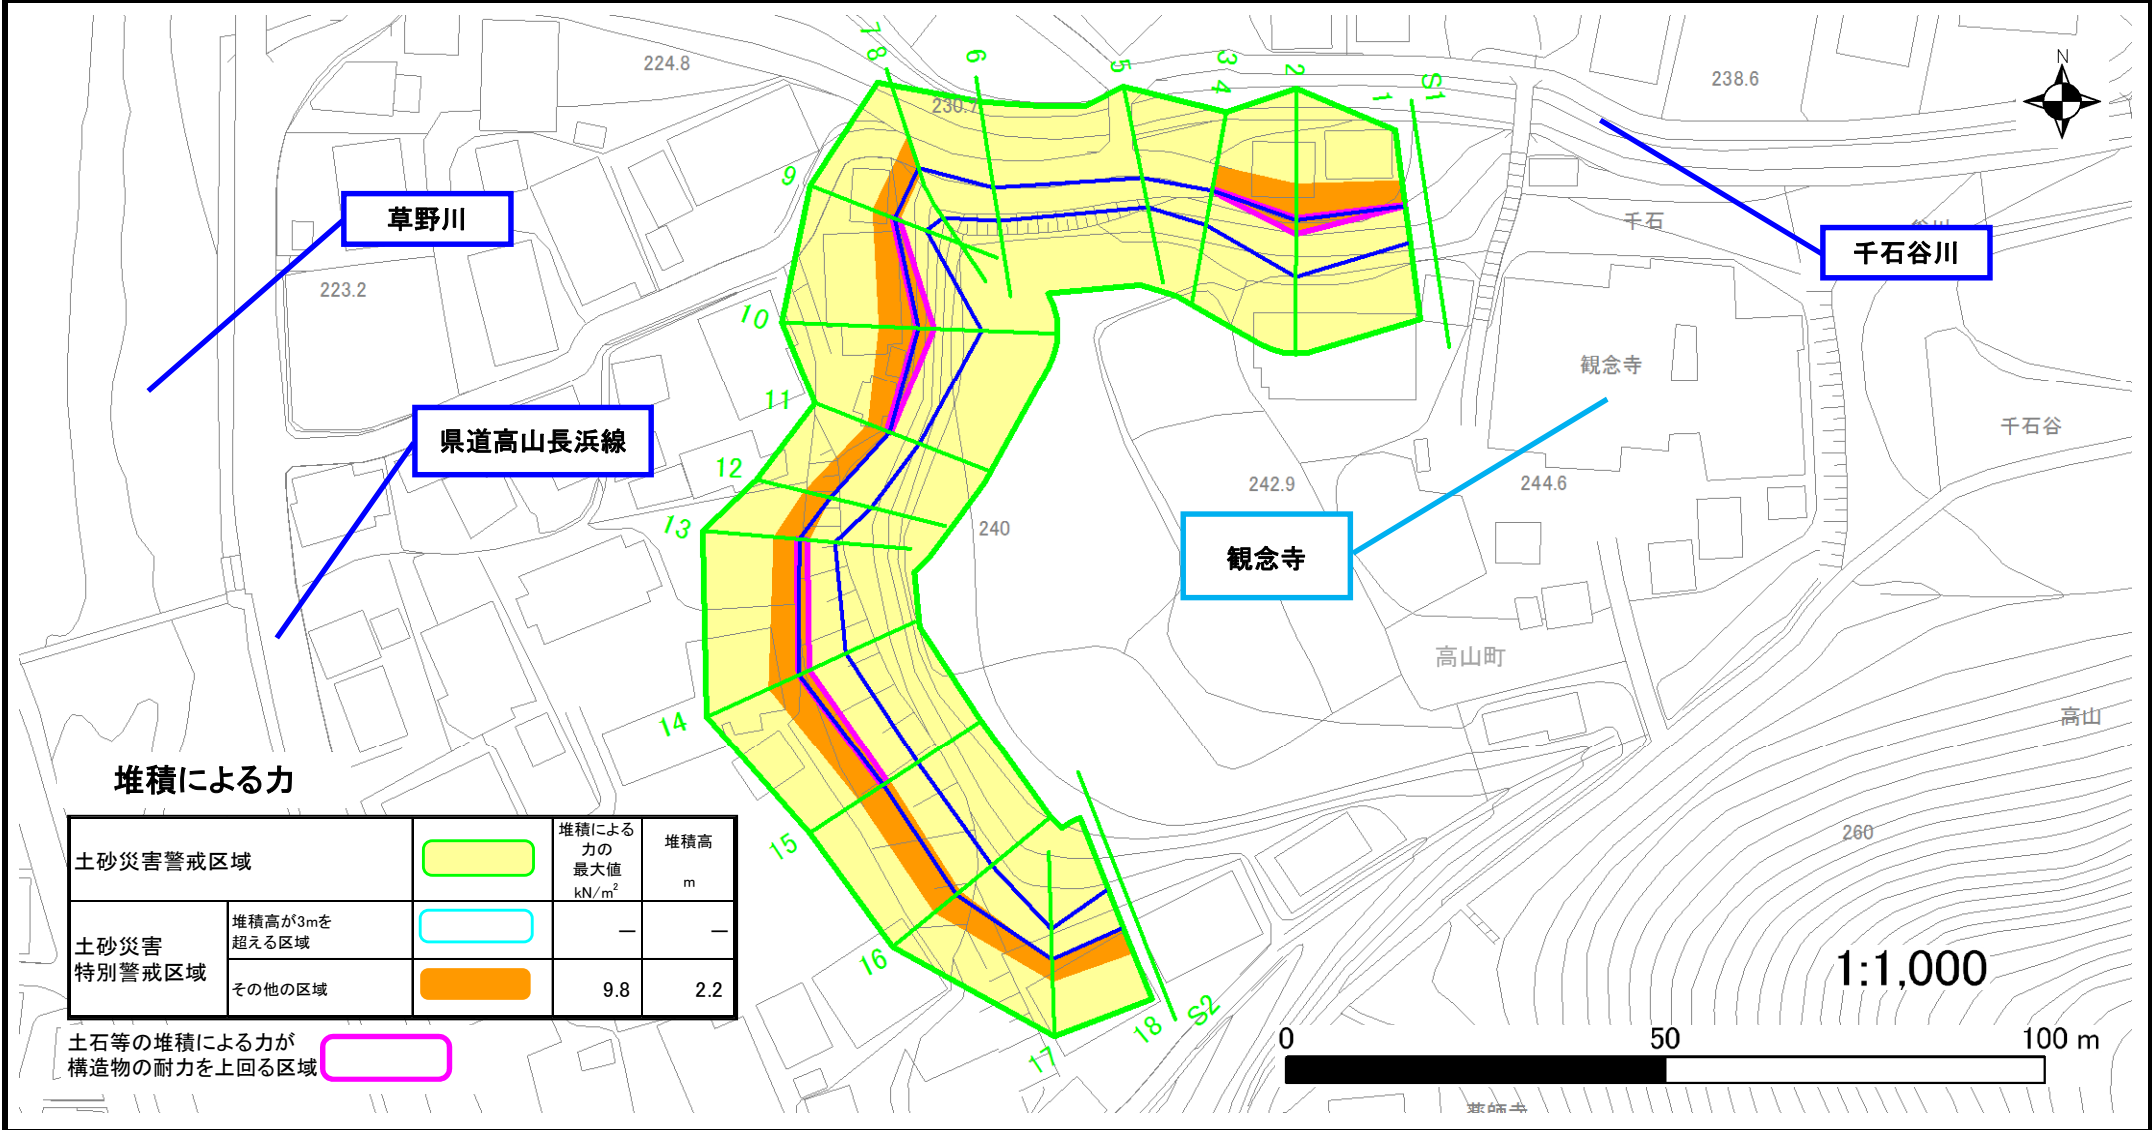 7
8
6
5
3
4
2
1
S1
N
224.8
230.7
238.6
9
草野川
千石
谷川
千石谷川
223.2
10
観念寺
11
県道高山長浜線
千石谷
12
242.9
244.6
13
240
観念寺
高山町
14
高山
堆積による力
土砂災害警戒区域
堆積による
力の
最大値
kN/m²
堆積高
m
260
15
土砂災害
特別警戒区域
堆積高が3mを
超える区域
—
—
その他の区域
9.8
2.2
16
1:1,000
土石等の堆積による力が
構造物の耐力を上回る区域
17
18
S2
0
50
100 m
薬師寺